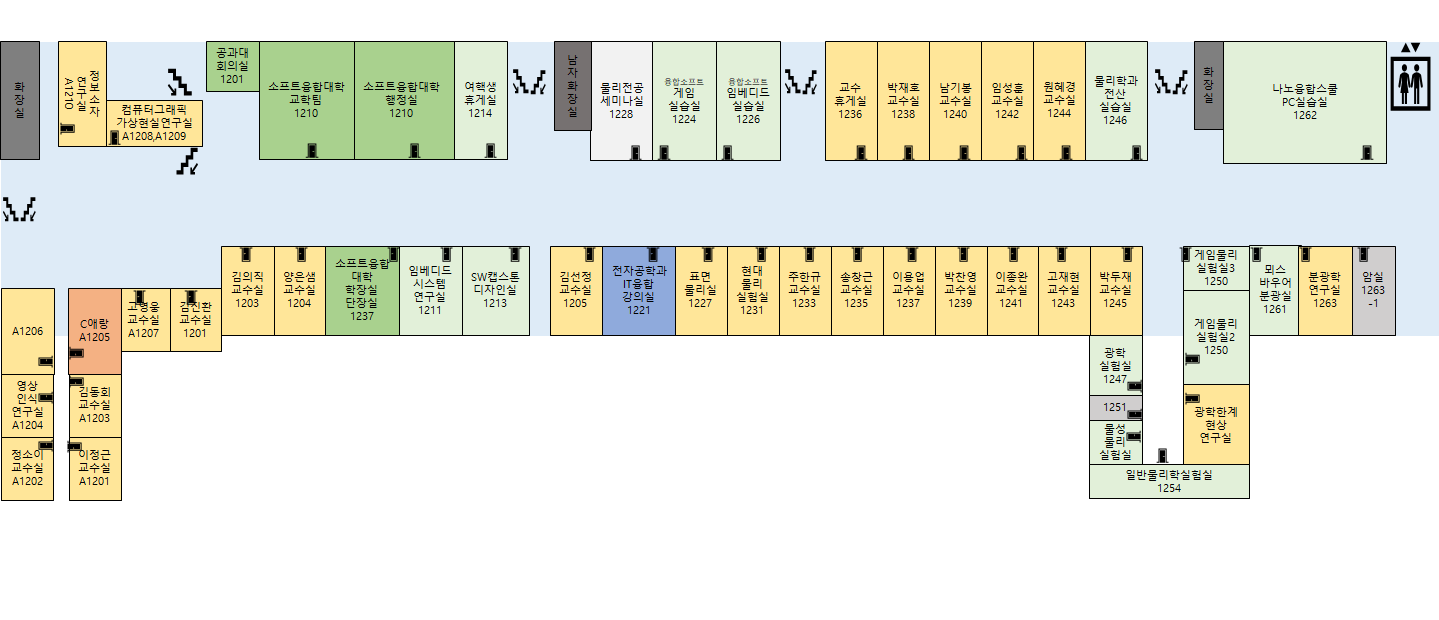 화
장
실
정보소자
연구실
A1210
컴퓨터그래픽
가상현실연구실
A1208,A1209
공과대
회의실
1201
소프트융합대학
교학팀
1210
소프트융합대학
행정실
1210
여핵생
휴게실
1214
남
자
화
장
실
물리전공
세미나실
1228
융합소프트
게임
실습실
1224
융합소프트
임베디드
실습실
1226
교수
휴게실
1236
박재호
교수실
1238
남기봉
교수실
1240
임성훈
교수실
1242
원혜경
교수실
1244
물리학과
전산
실습실
1246
화
장
실
나노융합스쿨
PC실습실
1262
A1206
영상
인식
연구실
A1204
정소이
교수실
A1202
C애랑
A1205
김동회
교수실
A1203
이정근
교수실
A1201
고영웅
교수실
A1207
김진환
교수실
1201
김의직
교수실
1203
양은샘
교수실
1204
소프트융합
대학
학장실
단장실
1237
임베디드
시스템
연구실
1211
SW캡스톤
디자인실
1213
김선정
교수실
1205
전자공학과
IT융합
강의실
1221
표면
물리실
1227
현대
물리
실험실
1231
주한규
교수실
1233
송창근
교수실
1235
이용업
교수실
1237
박찬영
교수실
1239
이종완
교수실
1241
고재현
교수실
1243
박두재
교수실
1245
광학
실험실
1247
1251
물성
물리
실험실
일반물리학실험실
1254
게임물리
실험실3
1250
게임물리
실험실2
1250
광학한계
현상
연구실
뫼스
바우어
분광실
1261
분광학
연구실
1263
암실
1263
-1